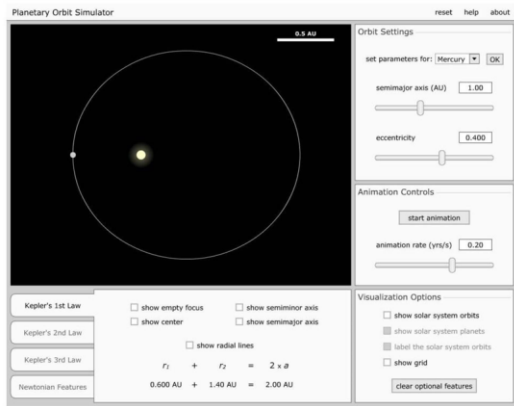 Planetary Orbit Simulator
reset help about
0.5 AU
Orbit Settings
set parameters for: Mercury OK
semimajor axis (AU) 1.00
eccentricity 0.400
Animation Controls
start animation
animation rate (yrs/s) 0.20
Kepler's 1st Law
Kepler's 2nd Law
Kepler's 3rd Law
Newtonian Features
show empty focus show semiminor axis
show center show semimajor axis
show radial lines
r₁ + r₂ = 2 x a
0.600 AU + 1.40 AU = 2.00 AU
Visualization Options
show solar system orbits
show solar system planets
label the solar system orbits
show grid
clear optional features